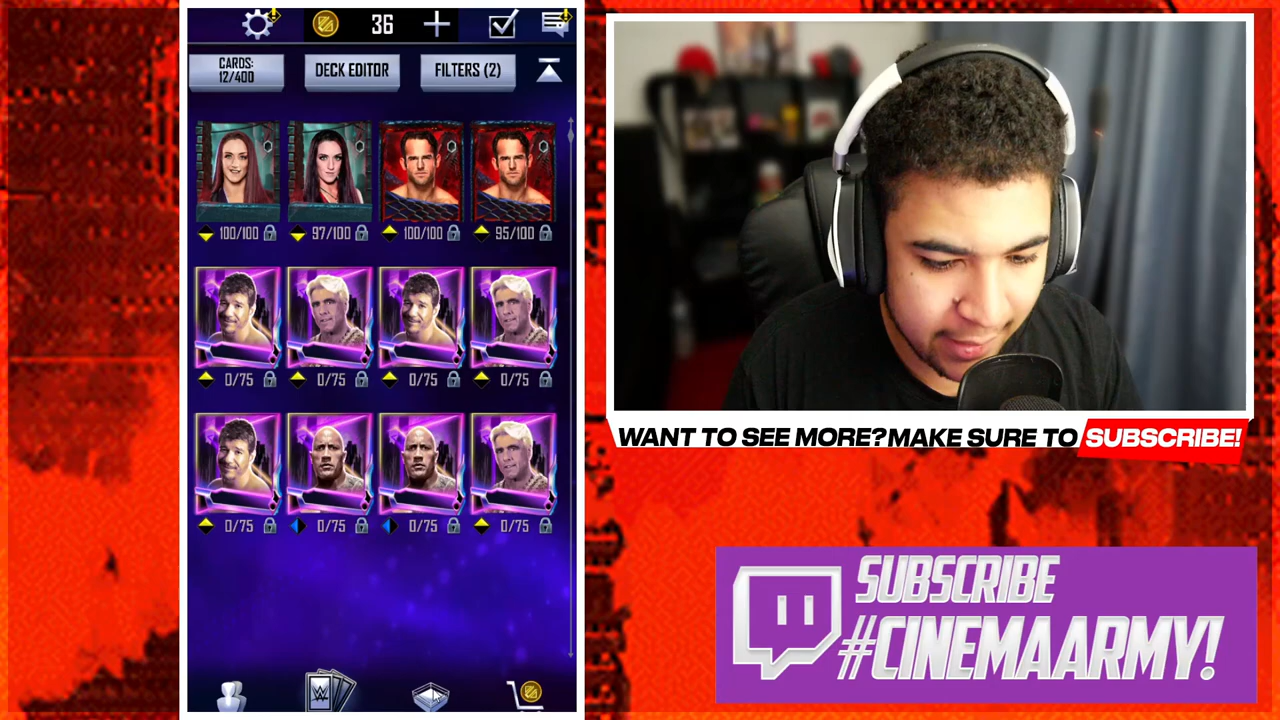 36
CARDS:
12/400
DECK EDITOR
FILTERS (2)
100/100
97/100
100/100
95/100
0/75
0/75
0/75
0/75
0/75
0/75
0/75
0/75
WANT TO SEE MORE? MAKE SURE TO SUBSCRIBE!
SUBSCRIBE
#CINEMAARMY!